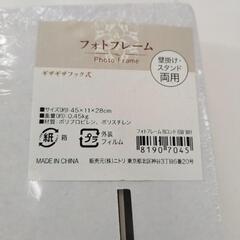 フォトフレーム
Photo Frame
壁掛け・
スタンド
両用
ギザギザフック式
■サイズ(約):45×11×28cm
■重量(約):0.45kg
■材 質: ポリプロピレン、ポリスチレン
紙 箱
プラ
外装
フィルム
MADE IN CHINA
81907045
販売元(株)ニトリ 東京都北区神谷3丁目6番20号